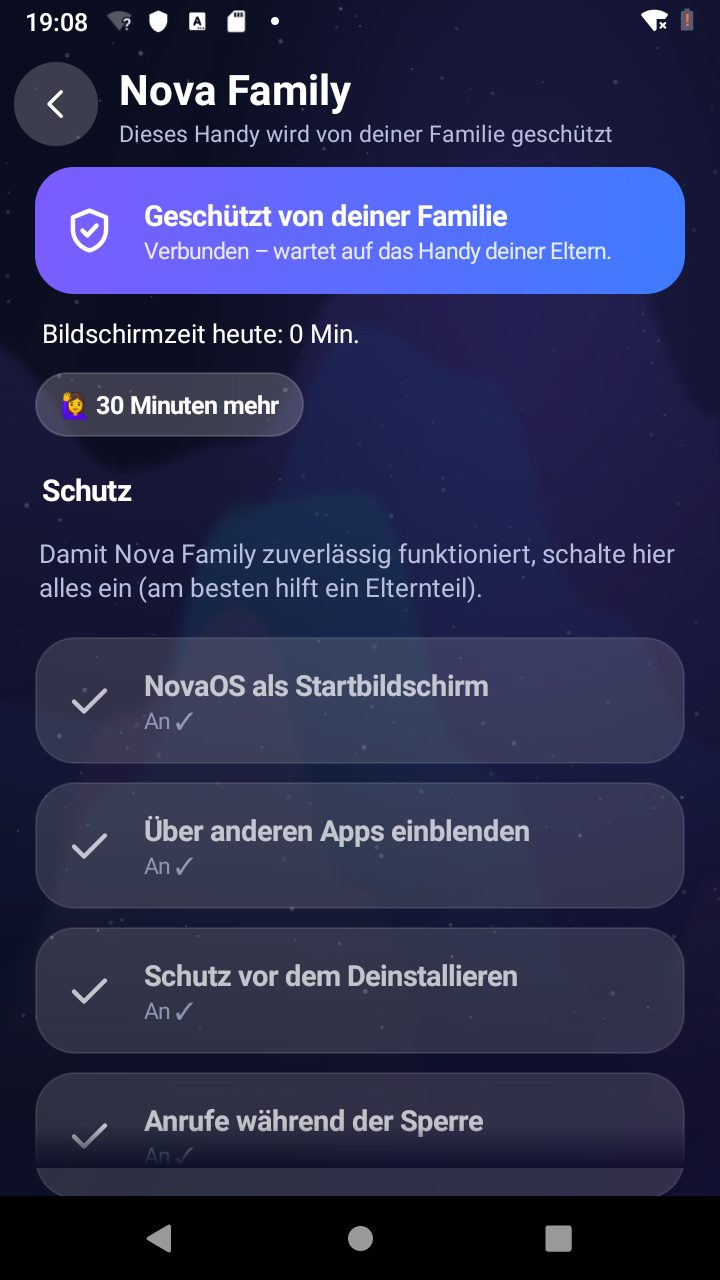 19:08
Nova Family
Dieses Handy wird von deiner Familie geschützt
Geschützt von deiner Familie
Verbunden – wartet auf das Handy deiner Eltern.
Bildschirmzeit heute: 0 Min.
🙋‍♀️ 30 Minuten mehr
Schutz
Damit Nova Family zuverlässig funktioniert, schalte hier
alles ein (am besten hilft ein Elternteil).
NovaOS als Startbildschirm
An ✓
Über anderen Apps einblenden
An ✓
Schutz vor dem Deinstallieren
An ✓
Anrufe während der Sperre
An ✓